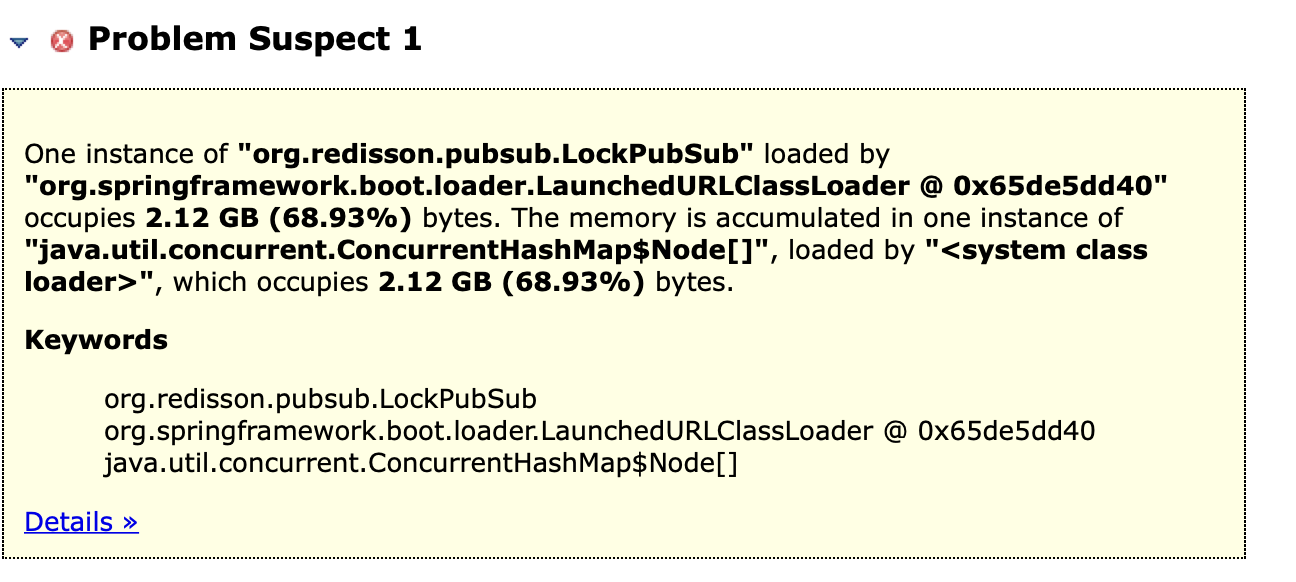 Problem Suspect 1
One instance of "org.redisson.pubsub.LockPubSub" loaded by
"org.springframework.boot.loader.LaunchedURLClassLoader @ 0x65de5dd40"
occupies 2.12 GB (68.93%) bytes. The memory is accumulated in one instance of
"java.util.concurrent.ConcurrentHashMap$Node[]", loaded by "<system class
loader>", which occupies 2.12 GB (68.93%) bytes.
Keywords
org.redisson.pubsub.LockPubSub
org.springframework.boot.loader.LaunchedURLClassLoader @ 0x65de5dd40
java.util.concurrent.ConcurrentHashMap$Node[]
Details »